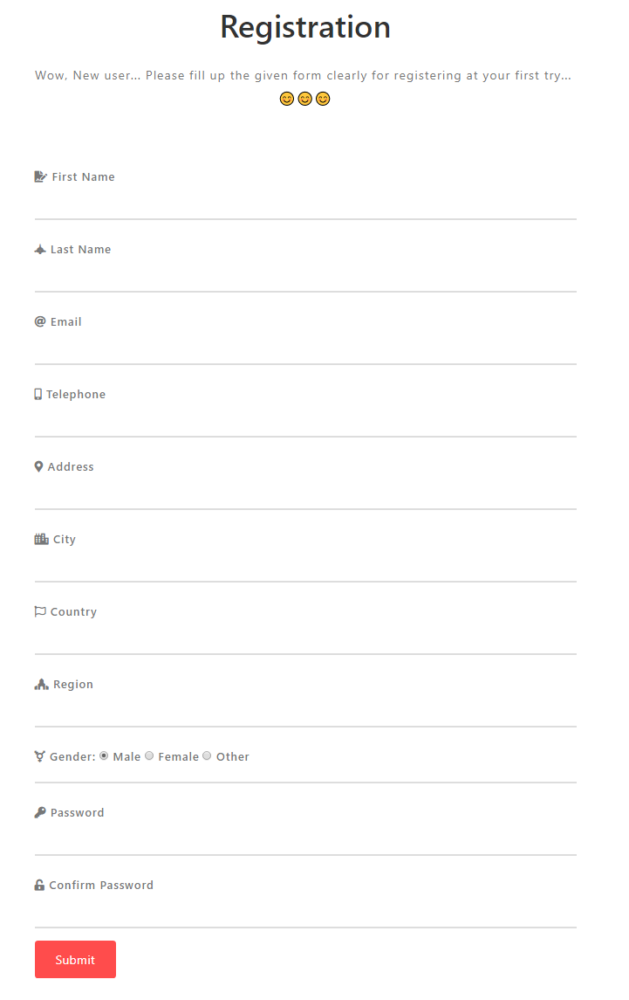 Registration
Wow, New user... Please fill up the given form clearly for registering at your first try...
😊😊😊
First Name
Last Name
Email
Telephone
Address
City
Country
Region
Gender: Male Female Other
Password
Confirm Password
Submit